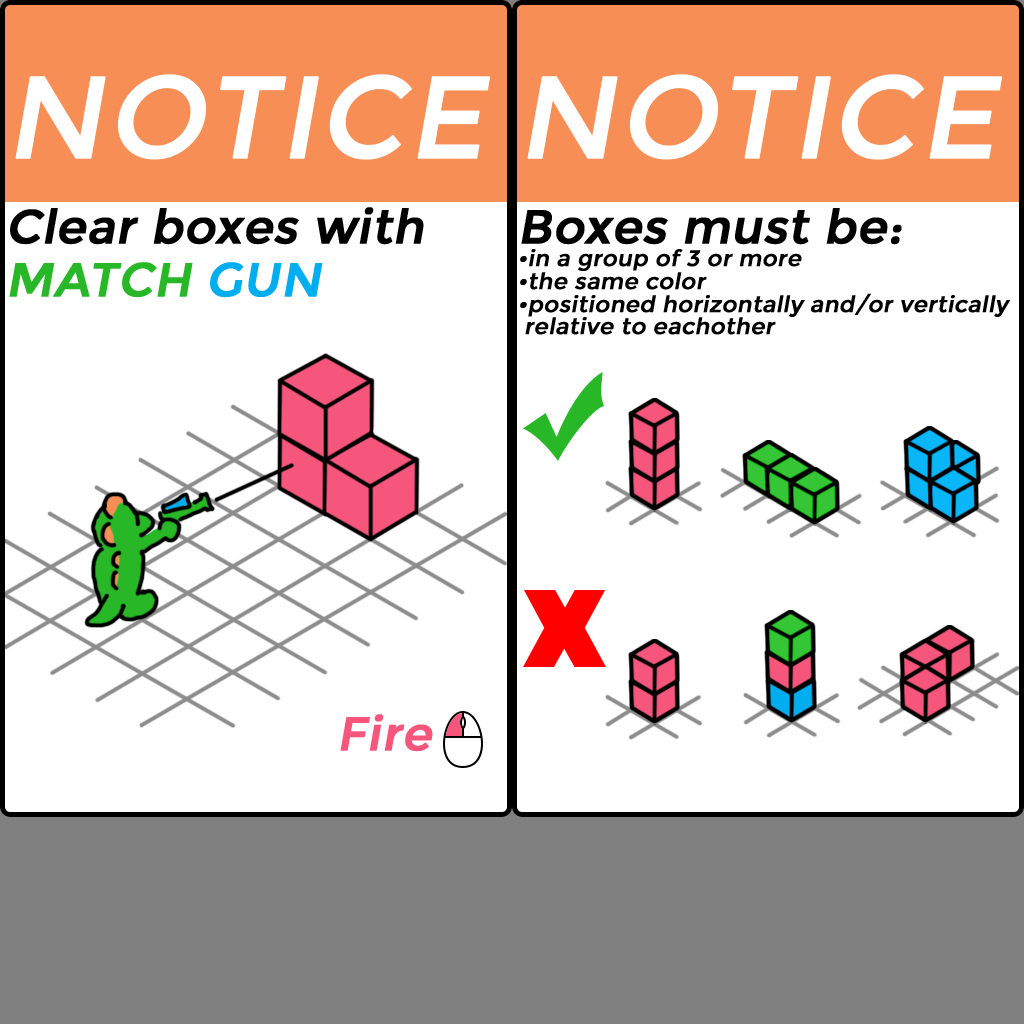 NOTICE
Clear boxes with
MATCH GUN
Fire
NOTICE
Boxes must be:
•in a group of 3 or more
•the same color
•positioned horizontally and/or vertically
relative to eachother